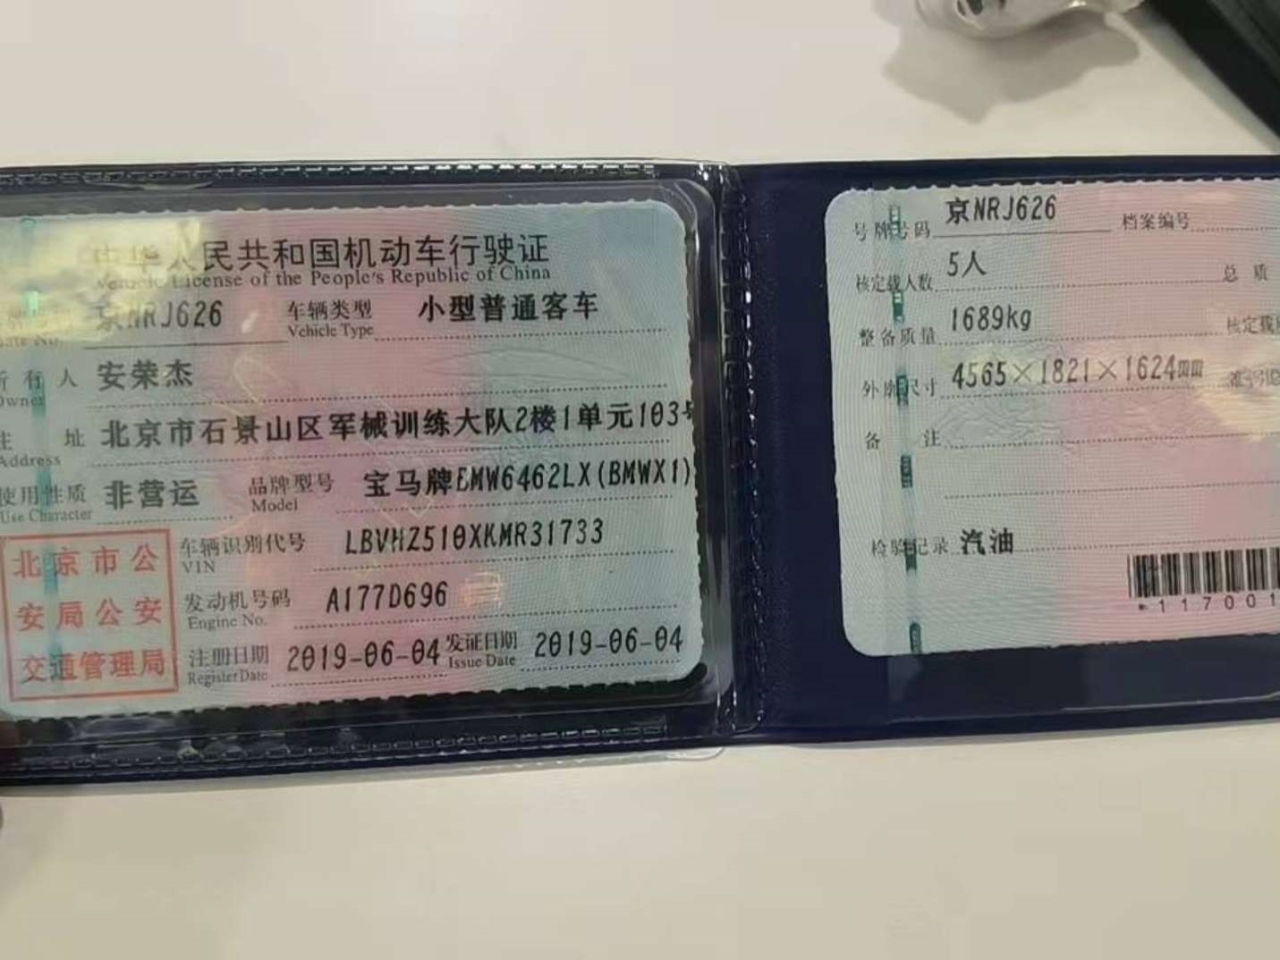 中华人民共和国机动车行驶证
Vehicle License of the People's Republic of China
京NRJ626 车辆类型 小型普通客车
Vehicle Type
所有人 安荣杰
Owner
住 址 北京市石景山区军械训练大队2楼1单元103号
Address
使用性质 非营运 品牌型号 宝马牌BMW6462LX(BMWX1)
Use Character Model
北京市公
安局公安
交通管理局
车辆识别代号 LBVHZ510XKMR31733
VIN
发动机号码 A177D696
Engine No.
注册日期 2019-06-04 发证日期 2019-06-04
Register Date Issue Date
号牌号码 京NRJ626 档案编号
核定载人数 5人 总 质
整备质量 1689kg 核定载
外廓尺寸 4565×1821×1624mm
备 注
检验记录 汽油
*117001